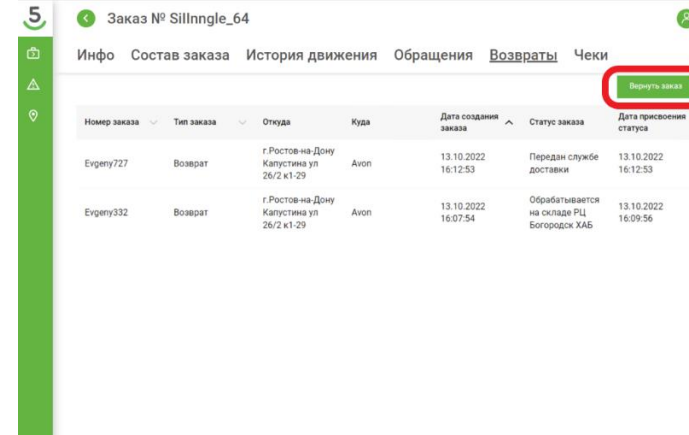 5
Заказ № Sillnngle_64
Инфо Состав заказа История движения Обращения Возвраты Чеки
Вернуть заказ
Номер заказа Тип заказа Откуда Куда Дата создания заказа Статус заказа Дата присвоения статуса
Evgeny727 Возврат г.Ростов-на-Дону Капустина ул 26/2 к1-29 Avon 13.10.2022 16:12:53 Передан службе доставки 13.10.2022 16:12:53
Evgeny332 Возврат г.Ростов-на-Дону Капустина ул 26/2 к1-29 Avon 13.10.2022 16:07:54 Обрабатывается на складе РЦ Богородск ХАБ 13.10.2022 16:09:56